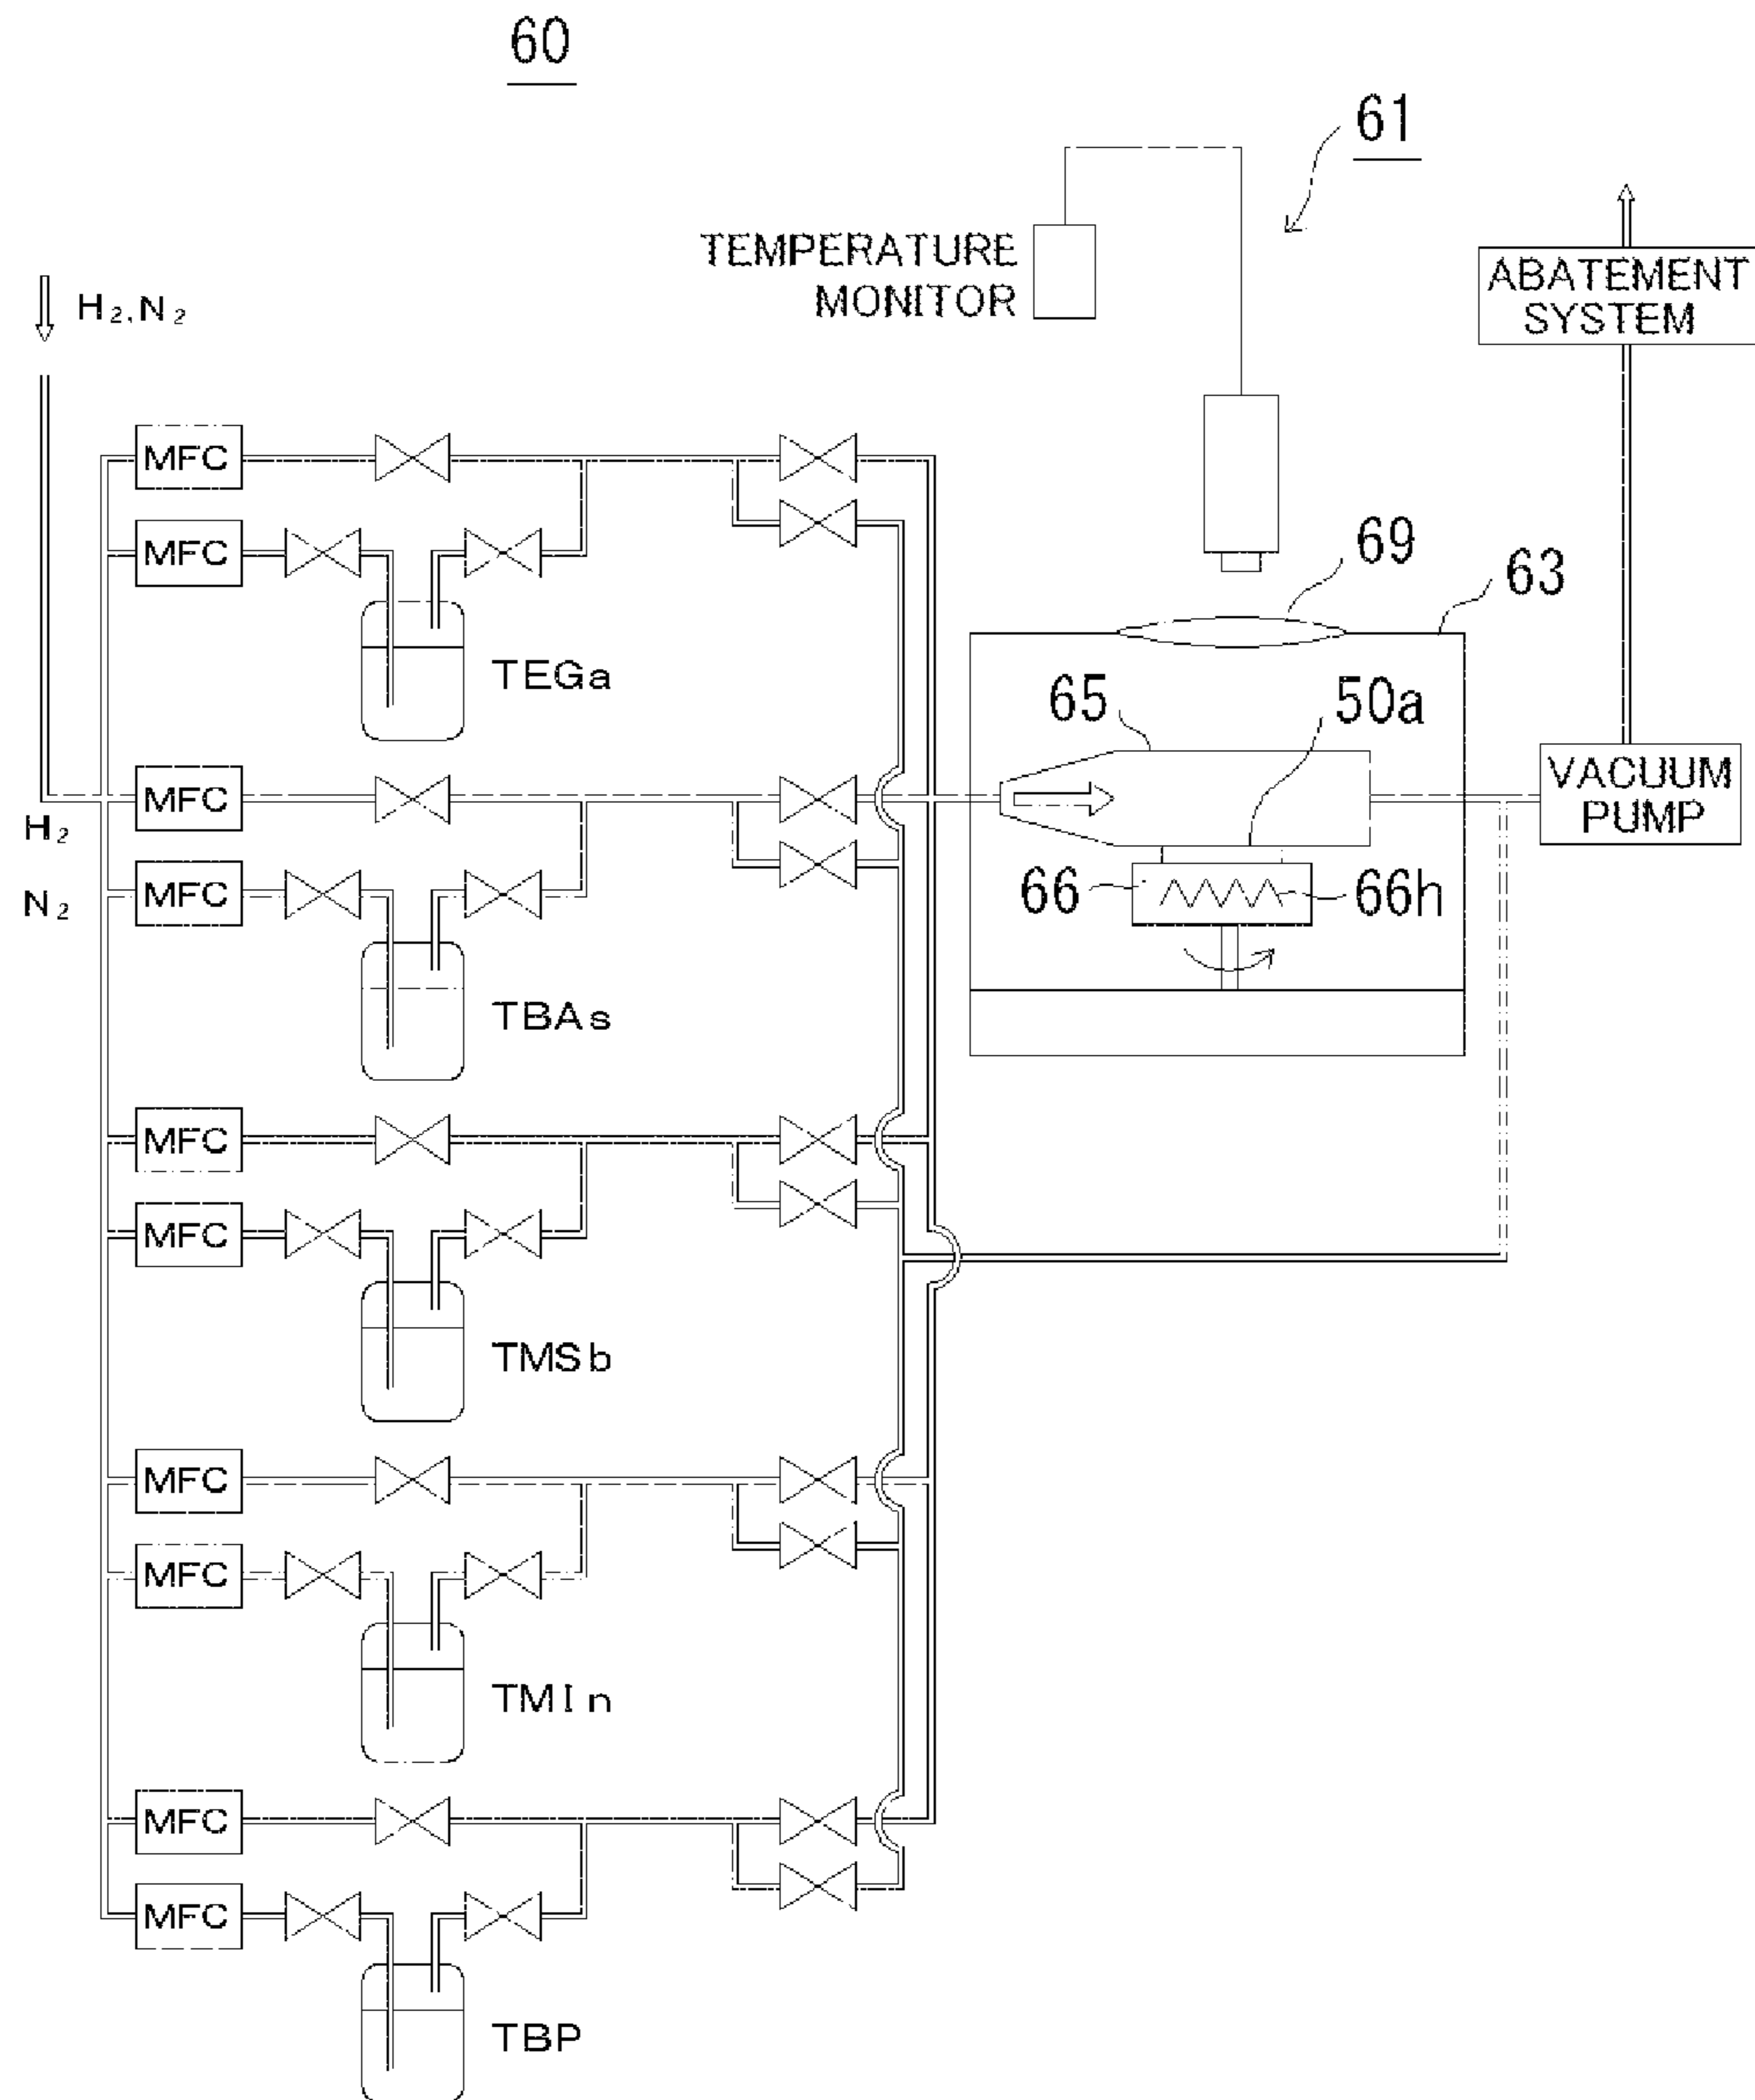 60
61
TEMPERATURE
MONITOR
ABATEMENT
SYSTEM
H₂,N₂
MFC
MFC
69
63
TEGa
65
50a
MFC
VACUUM
PUMP
H₂
MFC
N₂
66
66h
TBAs
MFC
MFC
TMSb
MFC
MFC
TMIn
MFC
MFC
TBP